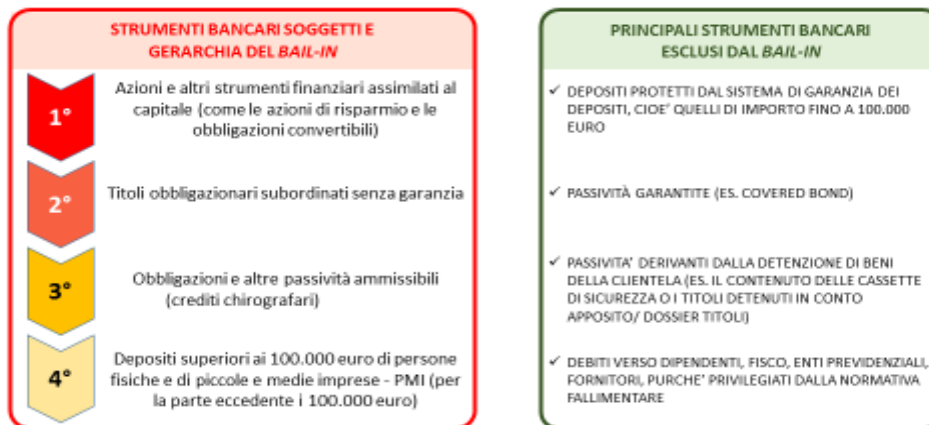 STRUMENTI BANCARI SOGGETTI E
GERARCHIA DEL BAIL-IN
1°
Azioni e altri strumenti finanziari assimilati al
capitale (come le azioni di risparmio e le
obbligazioni convertibili)
2°
Titoli obbligazionari subordinati senza garanzia
3°
Obbligazioni e altre passività ammissibili
(crediti chirografari)
4°
Depositi superiori ai 100.000 euro di persone
fisiche e di piccole e medie imprese - PMI (per
la parte eccedente i 100.000 euro)
PRINCIPALI STRUMENTI BANCARI
ESCLUSI DAL BAIL-IN
✓ DEPOSITI PROTETTI DAL SISTEMA DI GARANZIA DEI
DEPOSITI, CIOE' QUELLI DI IMPORTO FINO A 100.000
EURO
✓ PASSIVITÀ GARANTITE (ES. COVERED BOND)
✓ PASSIVITA' DERIVANTI DALLA DETENZIONE DI BENI
DELLA CLIENTELA (ES. IL CONTENUTO DELLE CASSETTE
DI SICUREZZA O I TITOLI DETENUTI IN CONTO
APPOSITO/ DOSSIER TITOLI)
✓ DEBITI VERSO DIPENDENTI, FISCO, ENTI PREVIDENZIALI,
FORNITORI, PURCHE' PRIVILEGIATI DALLA NORMATIVA
FALLIMENTARE